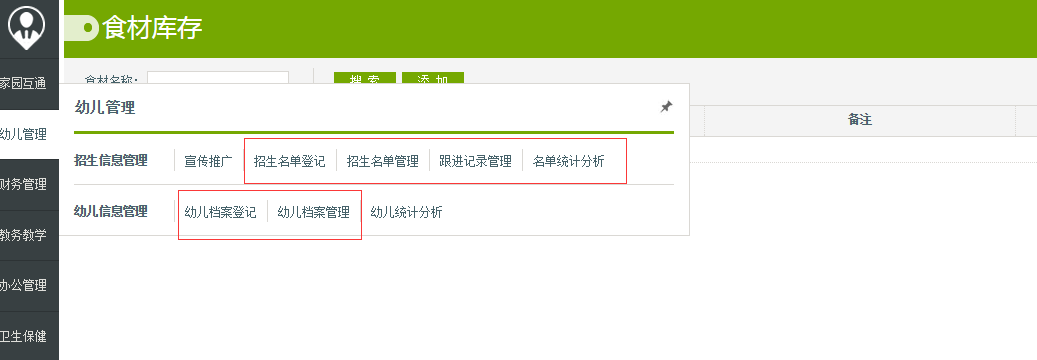 食材库存
食材名称： 搜 索 添 加
家园互通
幼儿管理
幼儿管理
备注
招生信息管理 宣传推广 招生名单登记 招生名单管理 跟进记录管理 名单统计分析
财务管理
幼儿信息管理 幼儿档案登记 幼儿档案管理 幼儿统计分析
教务教学
办公管理
卫生保健